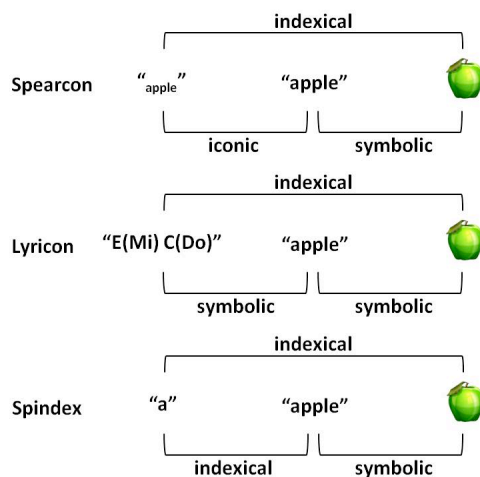 indexical
Spearcon “apple” “apple”
iconic symbolic
indexical
Lyricon “E(Mi) C(Do)” “apple”
symbolic symbolic
indexical
Spindex “a” “apple”
indexical symbolic